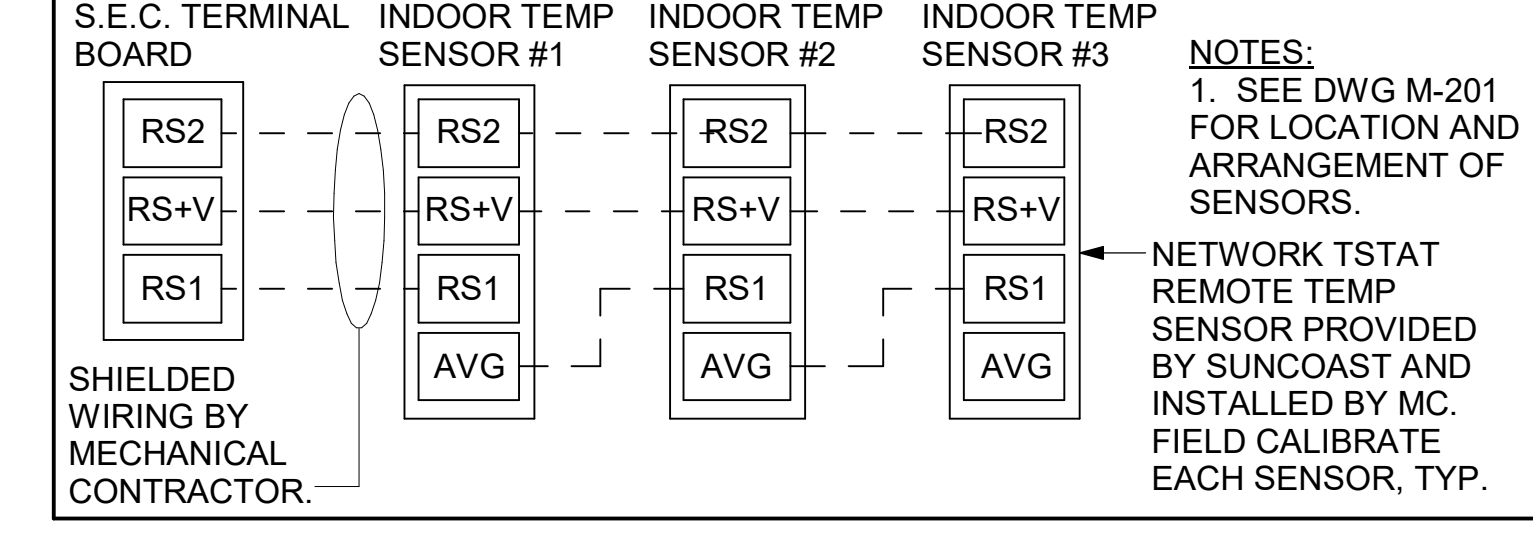 S.E.C. TERMINAL
BOARD
INDOOR TEMP
SENSOR #1
INDOOR TEMP
SENSOR #2
INDOOR TEMP
SENSOR #3
RS2
RS+V
RS1
RS2
RS+V
RS1
AVG
RS2
RS+V
RS1
AVG
RS2
RS+V
RS1
AVG
SHIELDED
WIRING BY
MECHANICAL
CONTRACTOR.
NOTES:
1. SEE DWG M-201
FOR LOCATION AND
ARRANGEMENT OF
SENSORS.
NETWORK TSTAT
REMOTE TEMP
SENSOR PROVIDED
BY SUNCOAST AND
INSTALLED BY MC.
FIELD CALIBRATE
EACH SENSOR, TYP.